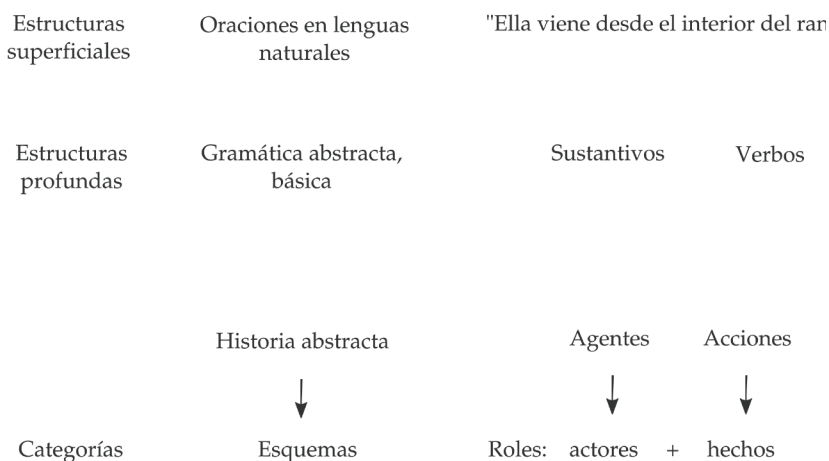 Estructuras superficiales
Oraciones en lenguas naturales
"Ella viene desde el interior del
Estructuras profundas
Gramática abstracta, básica
Sustantivos Verbos
Historia abstracta
Agentes Acciones
Categorías
Esquemas
Roles: actores + hechos